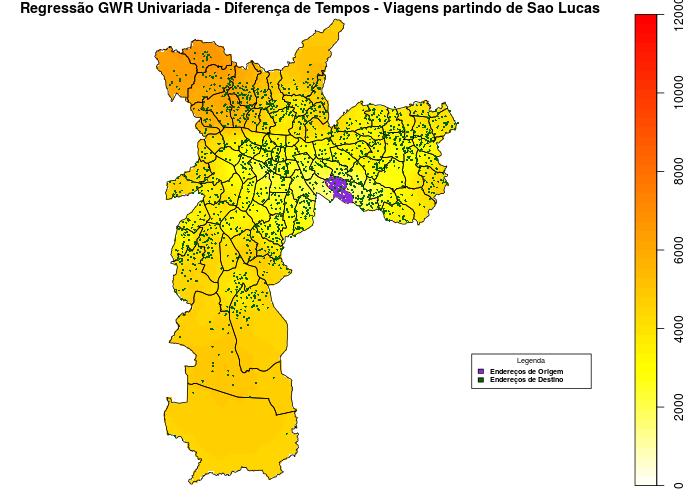 Regressão GWR Univariada - Diferença de Tempos - Viagens partindo de Sao Lucas
12000
10000
8000
6000
4000
2000
0
Legenda
Endereços de Origem
Endereços de Destino